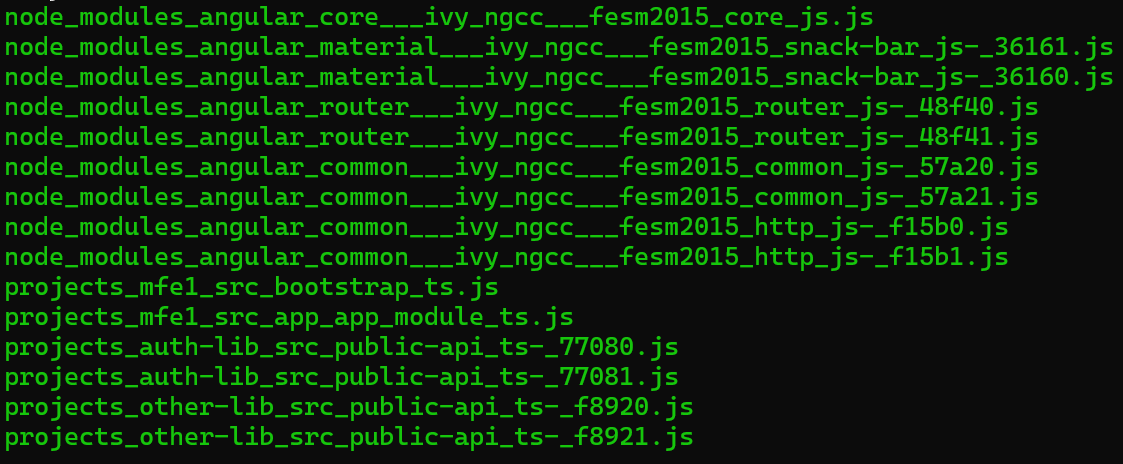 node_modules_angular_core___ivy_ngcc___fesm2015_core_js.js
node_modules_angular_material___ivy_ngcc___fesm2015_snack-bar_js-_36161.js
node_modules_angular_material___ivy_ngcc___fesm2015_snack-bar_js-_36160.js
node_modules_angular_router___ivy_ngcc___fesm2015_router_js-_48f40.js
node_modules_angular_router___ivy_ngcc___fesm2015_router_js-_48f41.js
node_modules_angular_common___ivy_ngcc___fesm2015_common_js-_57a20.js
node_modules_angular_common___ivy_ngcc___fesm2015_common_js-_57a21.js
node_modules_angular_common___ivy_ngcc___fesm2015_http_js-_f15b0.js
node_modules_angular_common___ivy_ngcc___fesm2015_http_js-_f15b1.js
projects_mfe1_src_bootstrap_ts.js
projects_mfe1_src_app_app_module_ts.js
projects_auth-lib_src_public-api_ts-_77080.js
projects_auth-lib_src_public-api_ts-_77081.js
projects_other-lib_src_public-api_ts-_f8920.js
projects_other-lib_src_public-api_ts-_f8921.js